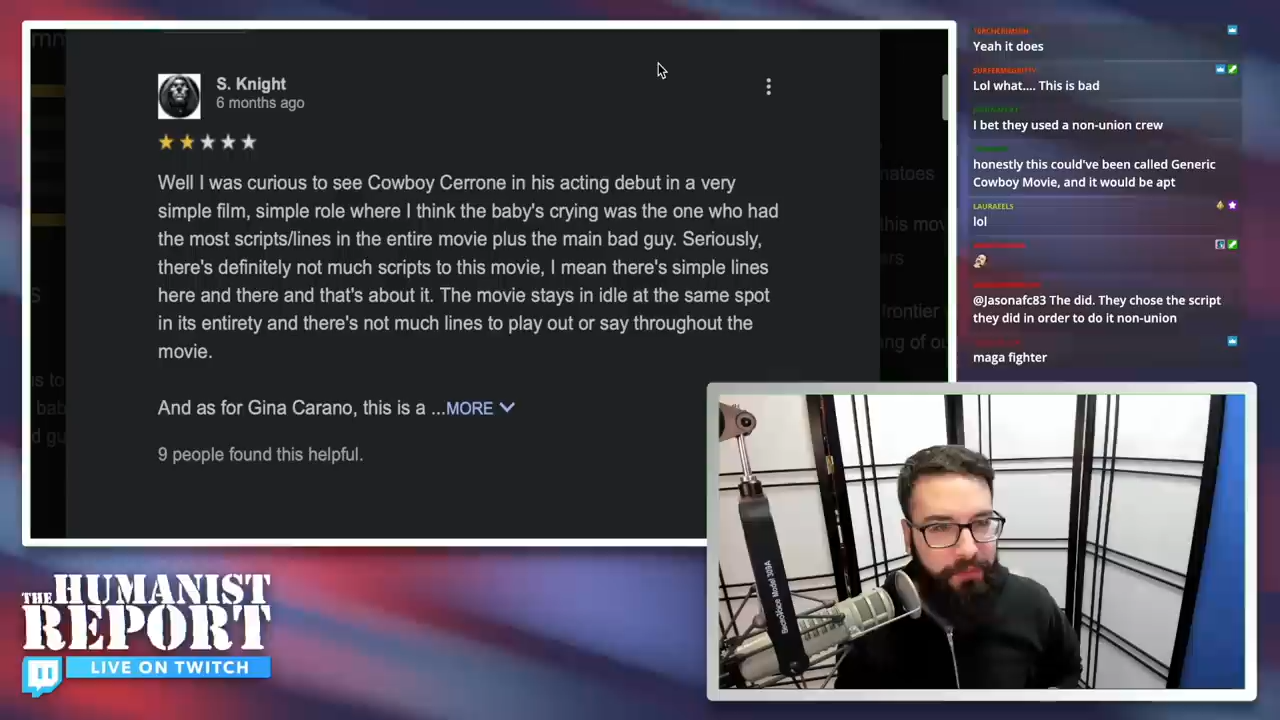 S. Knight
6 months ago
Well I was curious to see Cowboy Cerrone in his acting debut in a very
simple film, simple role where I think the baby's crying was the one who had
the most scripts/lines in the entire movie plus the main bad guy. Seriously,
there's definitely not much scripts to this movie, I mean there's simple lines
here and there and that's about it. The movie stays in idle at the same spot
in its entirety and there's not much lines to play out or say throughout the
movie.
And as for Gina Carano, this is a ...MORE
9 people found this helpful.
Yeah it does
Lol what.... This is bad
I bet they used a non-union crew
honestly this could've been called Generic
Cowboy Movie, and it would be apt
LAURAEELS
lol
@Jasonafc83 The did. They chose the script
they did in order to do it non-union
maga fighter
THE HUMANIST
REPORT
LIVE ON TWITCH